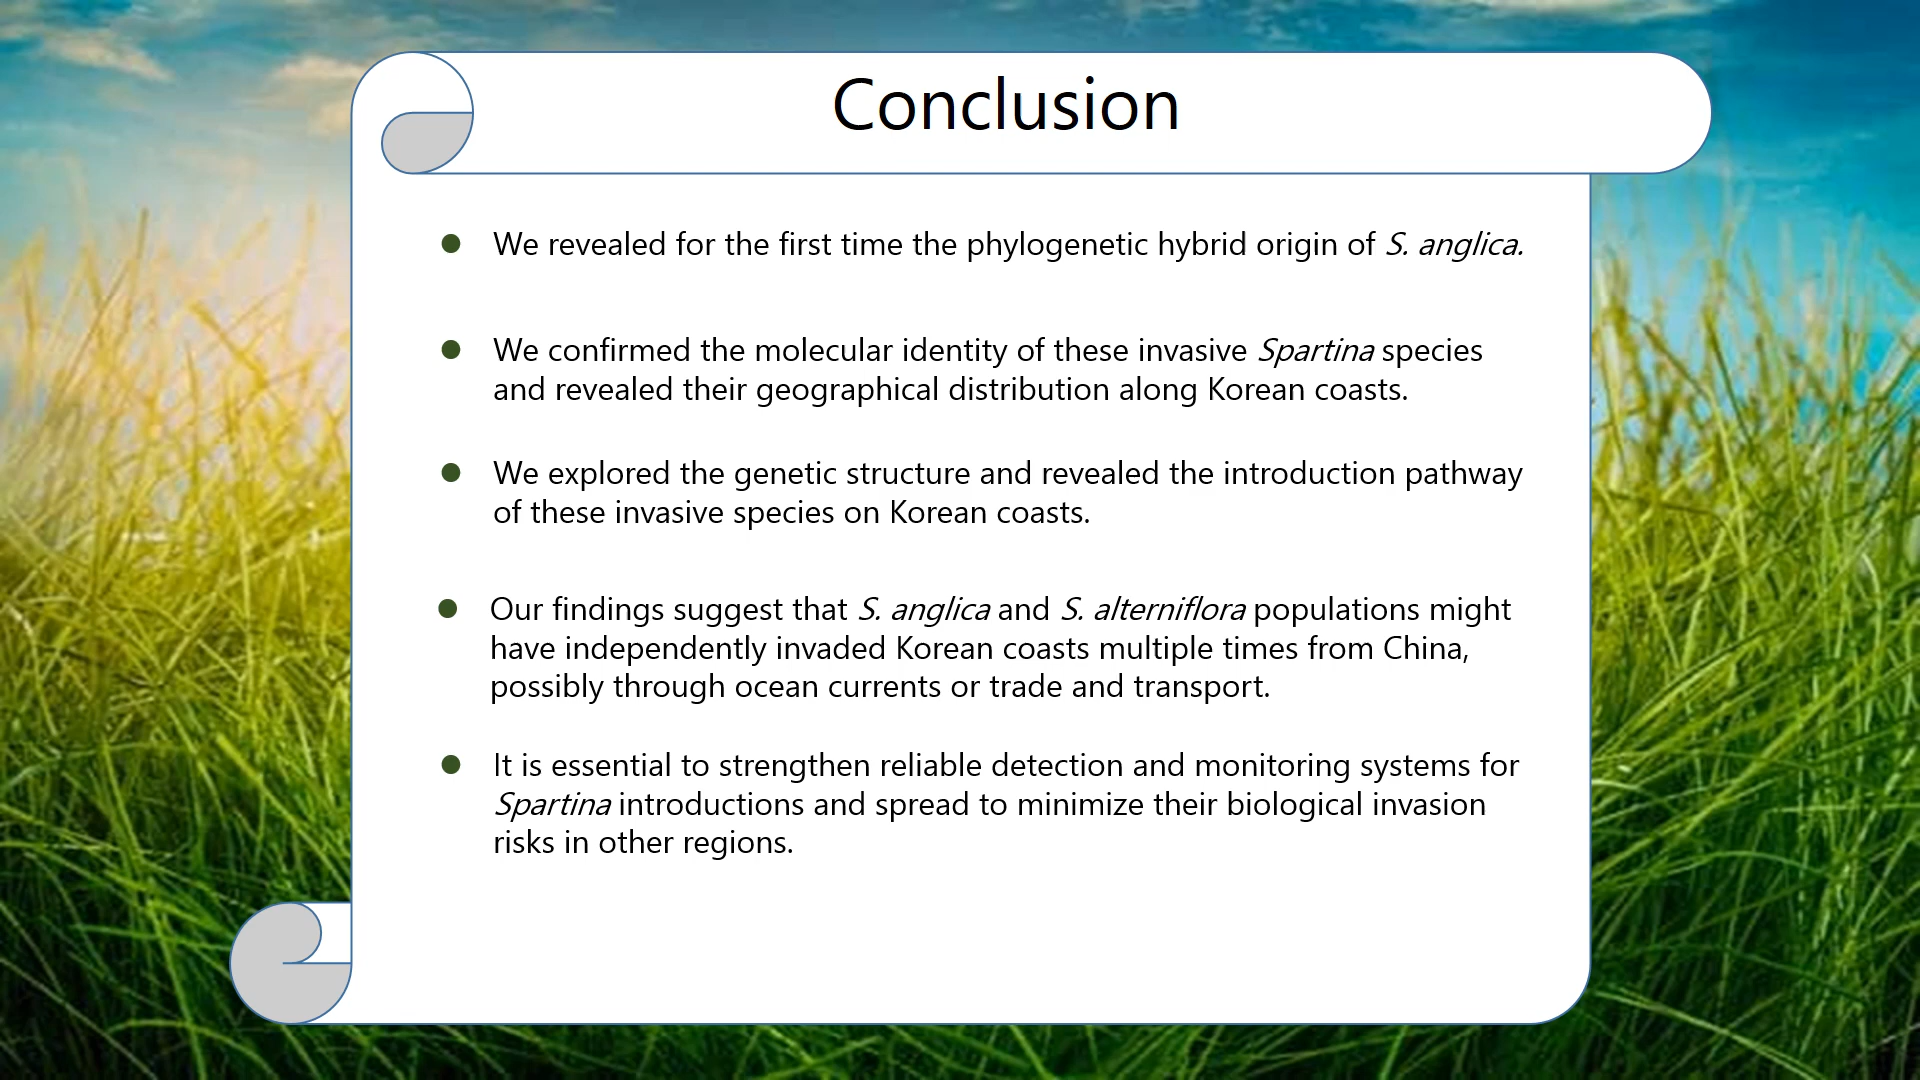 Conclusion
We revealed for the first time the phylogenetic hybrid origin of S. anglica.
We confirmed the molecular identity of these invasive Spartina species
and revealed their geographical distribution along Korean coasts.
We explored the genetic structure and revealed the introduction pathway
of these invasive species on Korean coasts.
Our findings suggest that S. anglica and S. alterniflora populations might
have independently invaded Korean coasts multiple times from China,
possibly through ocean currents or trade and transport.
It is essential to strengthen reliable detection and monitoring systems for
Spartina introductions and spread to minimize their biological invasion
risks in other regions.